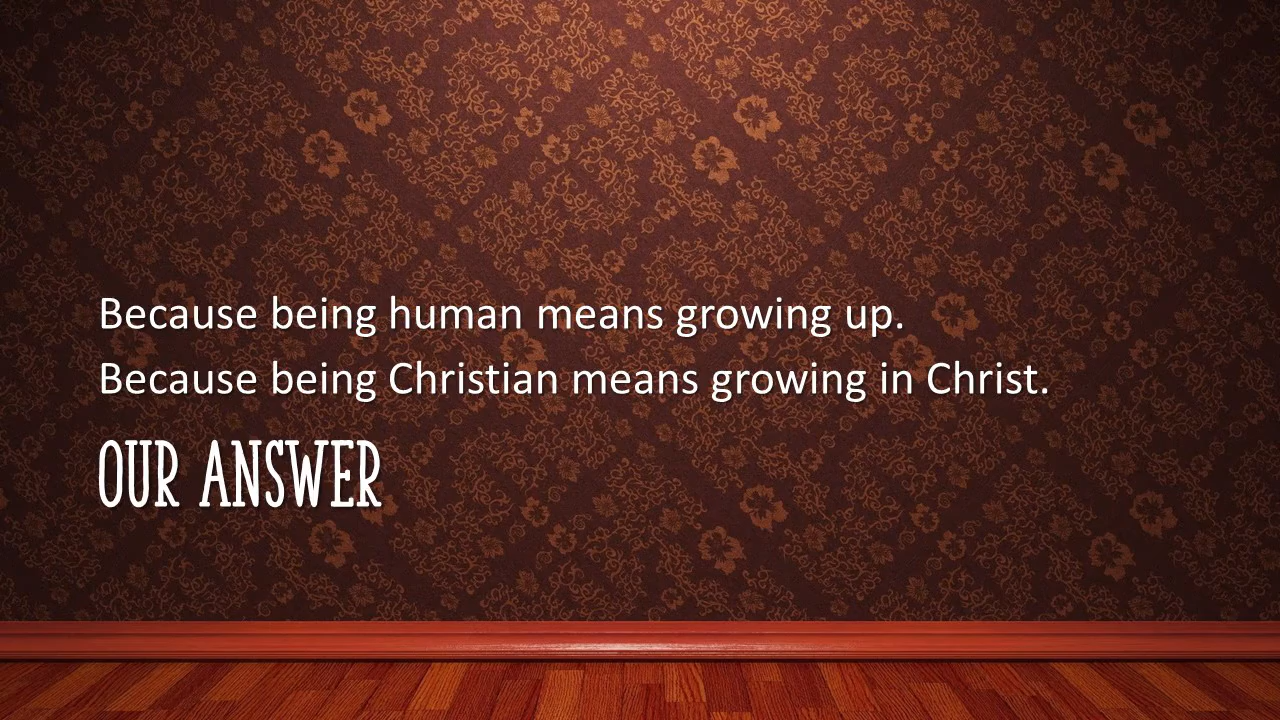 Because being human means growing up.
Because being Christian means growing in Christ.
OUR ANSWER